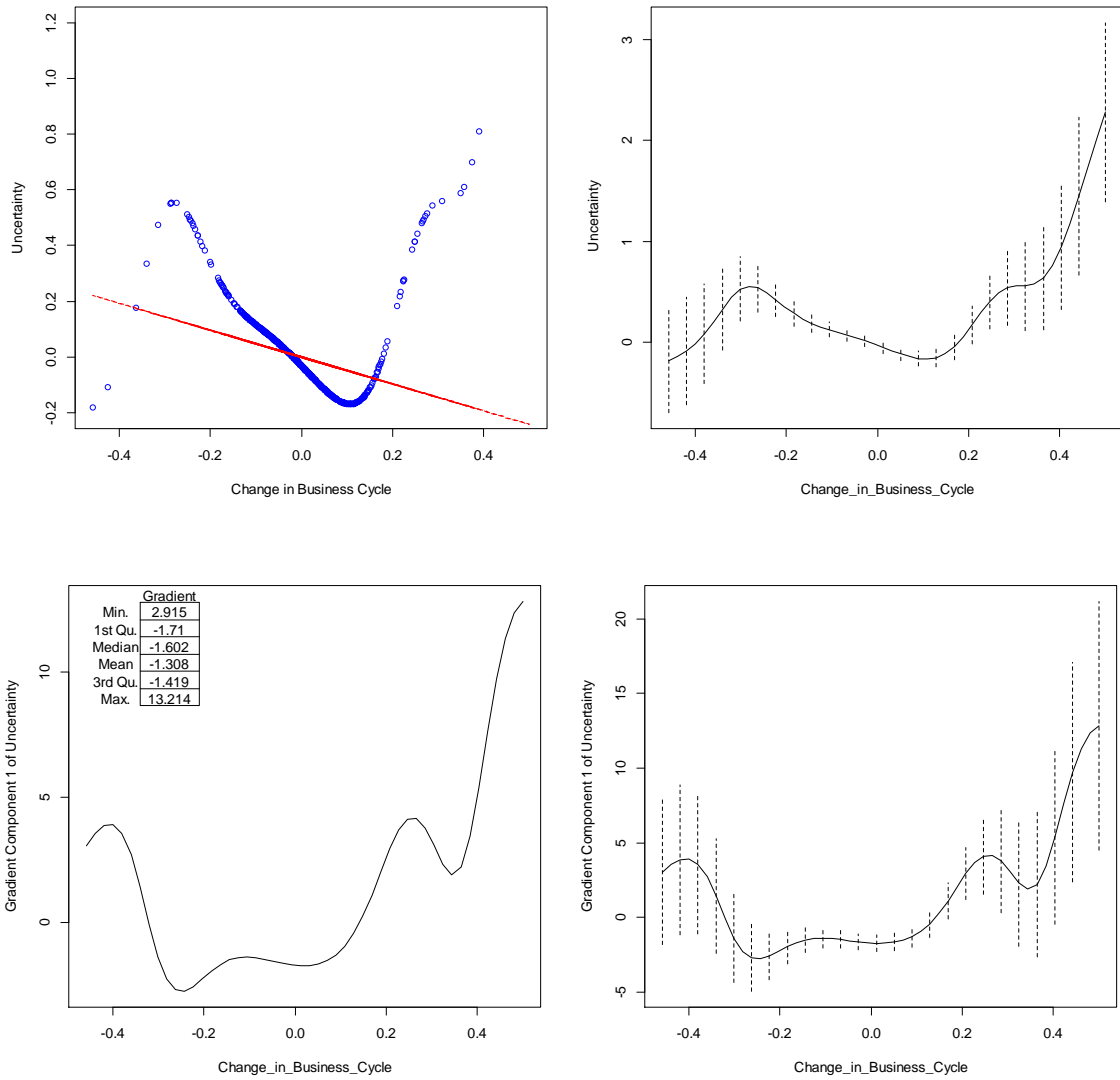 1.2
1.0
0.8
0.6
0.4
0.2
0.0
-0.2
Uncertainty
-0.4 -0.2 0.0 0.2 0.4
Change in Business Cycle
3
2
1
0
Uncertainty
-0.4 -0.2 0.0 0.2 0.4
Change_in_Business_Cycle
Gradient
Min. 2.915
1st Qu. -1.71
Median -1.602
Mean -1.308
3rd Qu. -1.419
Max. 13.214
10
5
0
Gradient Component 1 of Uncertainty
-0.4 -0.2 0.0 0.2 0.4
Change_in_Business_Cycle
20
15
10
5
0
-5
Gradient Component 1 of Uncertainty
-0.4 -0.2 0.0 0.2 0.4
Change_in_Business_Cycle